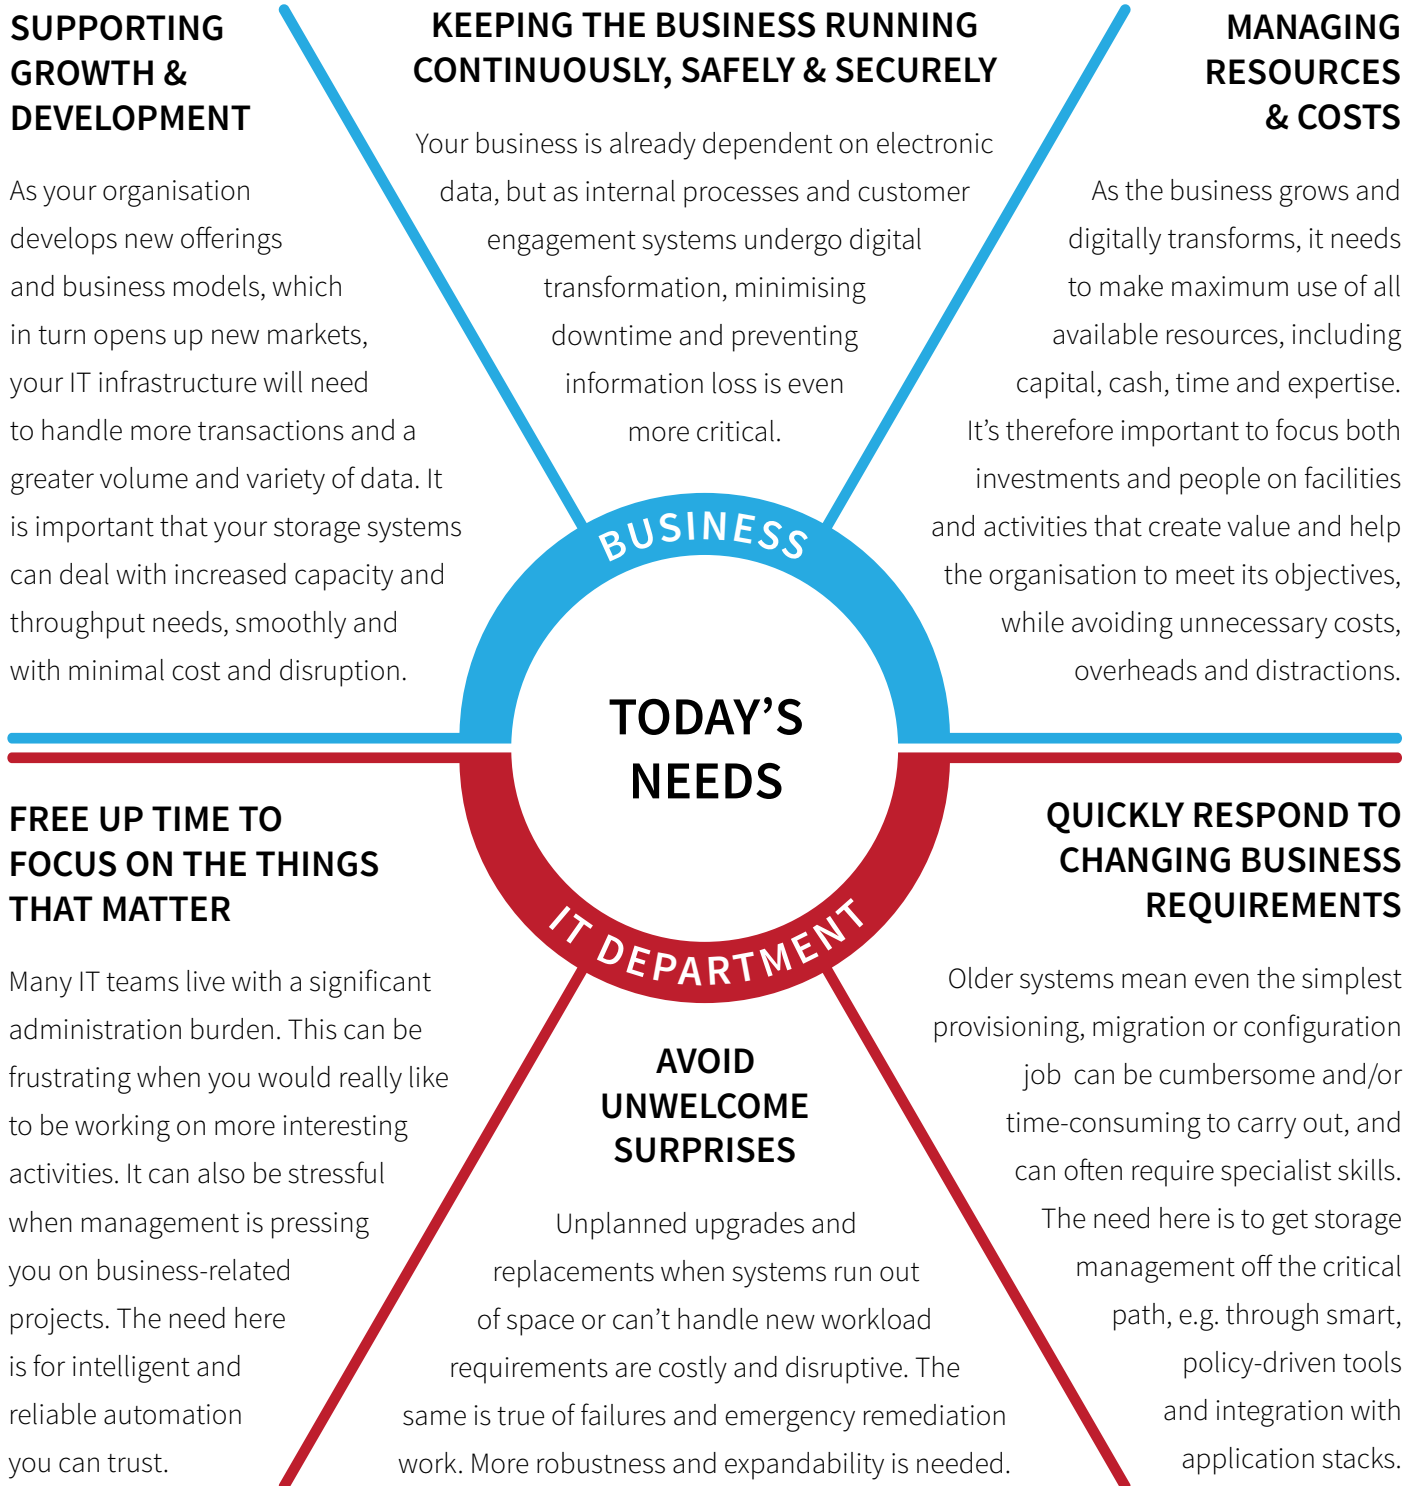 SUPPORTING
GROWTH &
DEVELOPMENT
As your organisation
develops new offerings
and business models, which
in turn opens up new markets,
your IT infrastructure will need
to handle more transactions and a
greater volume and variety of data. It
is important that your storage systems
can deal with increased capacity and
throughput needs, smoothly and
with minimal cost and disruption.
KEEPING THE BUSINESS RUNNING
CONTINUOUSLY, SAFELY & SECURELY
Your business is already dependent on electronic
data, but as internal processes and customer
engagement systems undergo digital
transformation, minimising
downtime and preventing
information loss is even
more critical.
MANAGING
RESOURCES
& COSTS
As the business grows and
digitally transforms, it needs
to make maximum use of all
available resources, including
capital, cash, time and expertise.
It’s therefore important to focus both
investments and people on facilities
and activities that create value and help
the organisation to meet its objectives,
while avoiding unnecessary costs,
overheads and distractions.
BUSINESS
TODAY’S
NEEDS
IT DEPARTMENT
FREE UP TIME TO
FOCUS ON THE THINGS
THAT MATTER
Many IT teams live with a significant
administration burden. This can be
frustrating when you would really like
to be working on more interesting
activities. It can also be stressful
when management is pressing
you on business-related
projects. The need here
is for intelligent and
reliable automation
you can trust.
AVOID
UNWELCOME
SURPRISES
Unplanned upgrades and
replacements when systems run out
of space or can’t handle new workload
requirements are costly and disruptive. The
same is true of failures and emergency remediation
work. More robustness and expandability is needed.
QUICKLY RESPOND TO
CHANGING BUSINESS
REQUIREMENTS
Older systems mean even the simplest
provisioning, migration or configuration
job can be cumbersome and/or
time-consuming to carry out, and
can often require specialist skills.
The need here is to get storage
management off the critical
path, e.g. through smart,
policy-driven tools
and integration with
application stacks.